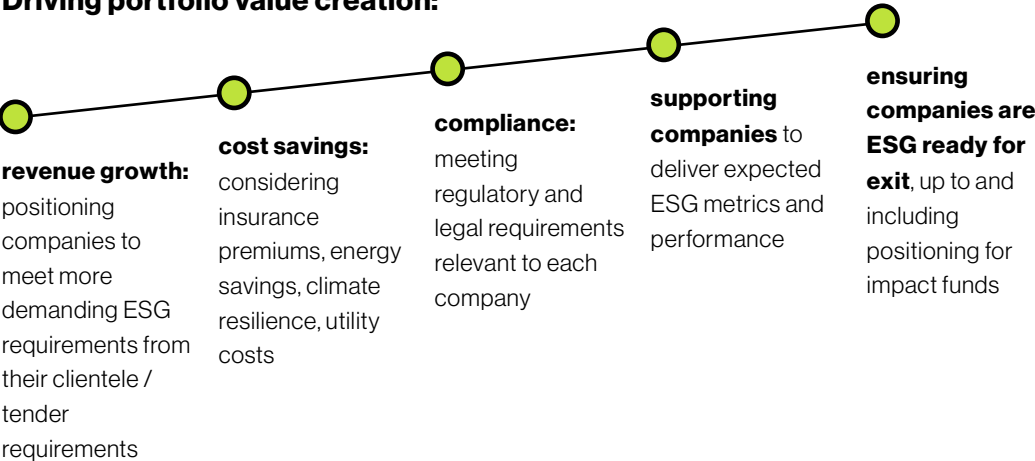 Driving portfolio value creation:
revenue growth:
positioning
companies to
meet more
demanding ESG
requirements from
their clientele /
tender
requirements
cost savings:
considering
insurance
premiums, energy
savings, climate
resilience, utility
costs
compliance:
meeting
regulatory and
legal requirements
relevant to each
company
supporting
companies to
deliver expected
ESG metrics and
performance
ensuring
companies are
ESG ready for
exit, up to and
including
positioning for
impact funds